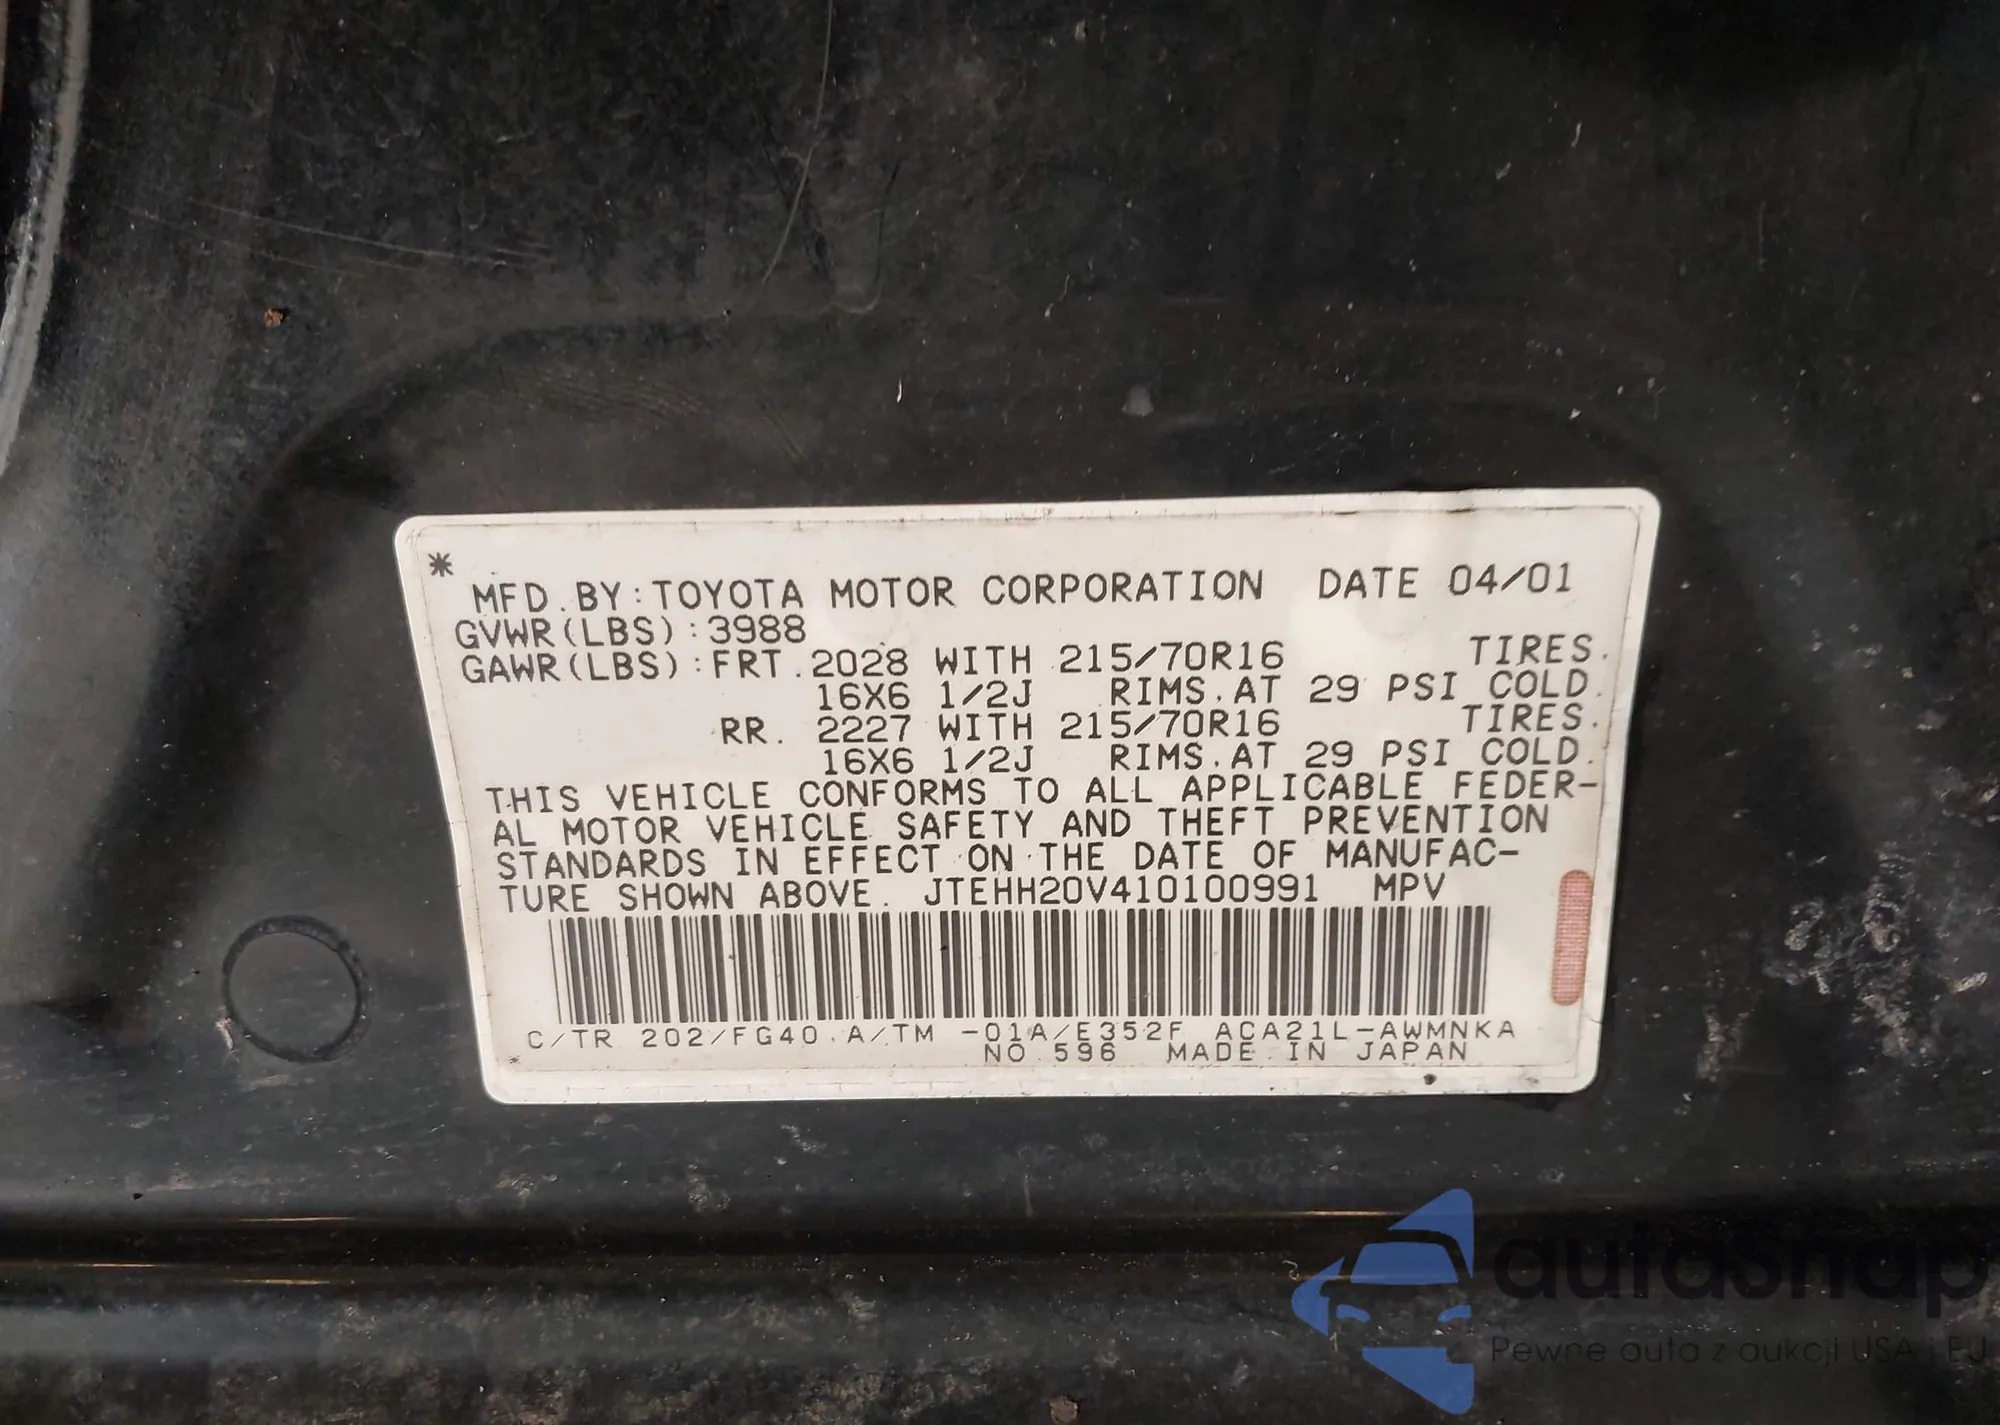 *
MFD. BY: TOYOTA MOTOR CORPORATION DATE 04/01
GVWR(LBS): 3988
GAWR(LBS): FRT. 2028 WITH 215/70R16 TIRES.
16X6 1/2J RIMS. AT 29 PSI COLD.
RR. 2227 WITH 215/70R16 TIRES.
16X6 1/2J RIMS. AT 29 PSI COLD.
THIS VEHICLE CONFORMS TO ALL APPLICABLE FEDER-
AL MOTOR VEHICLE SAFETY AND THEFT PREVENTION
STANDARDS IN EFFECT ON THE DATE OF MANUFAC-
TURE SHOWN ABOVE. JTEHH20V410100991 MPV
C/TR 202/FG40 A/TM -01A/E352F ACA21L-AWMNKA
* NO.596 MADE IN JAPAN
autoSnap
Pewne auta z aukcji USA i EU